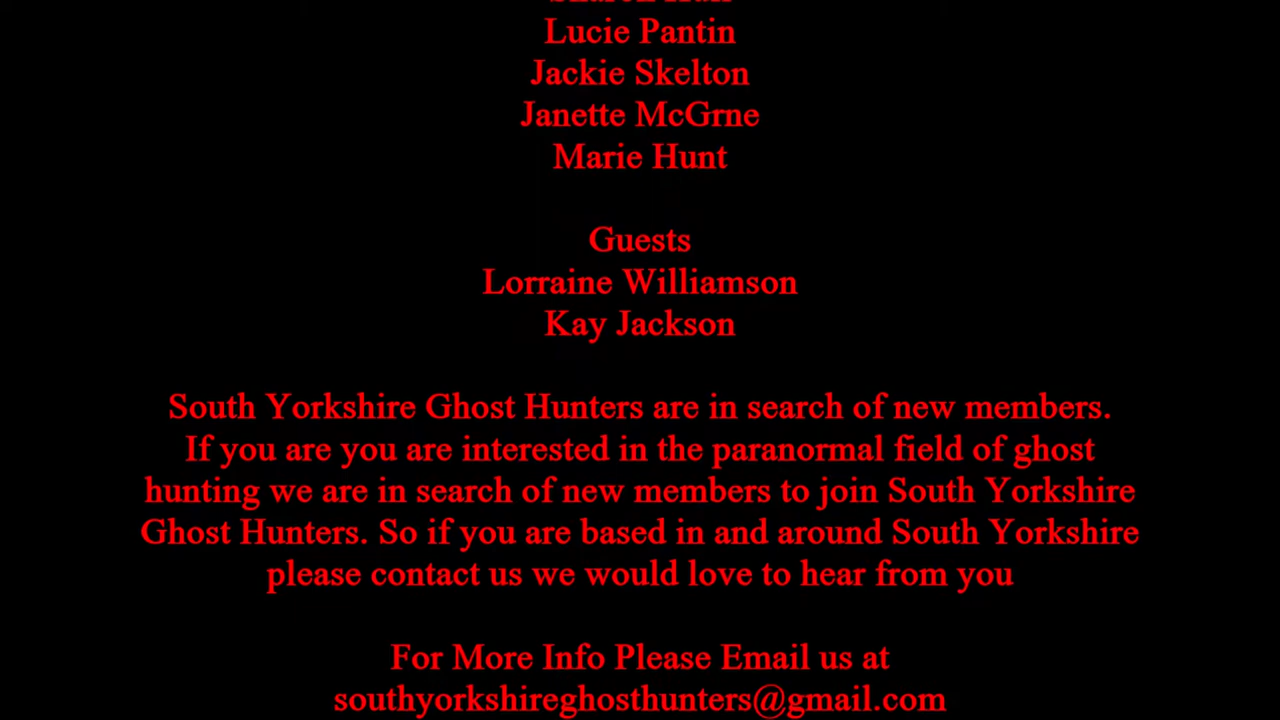 Lucie Pantin
Jackie Skelton
Janette McGrne
Marie Hunt
Guests
Lorraine Williamson
Kay Jackson
South Yorkshire Ghost Hunters are in search of new members.
If you are you are interested in the paranormal field of ghost
hunting we are in search of new members to join South Yorkshire
Ghost Hunters. So if you are based in and around South Yorkshire
please contact us we would love to hear from you
For More Info Please Email us at
southyorkshireghosthunters@gmail.com